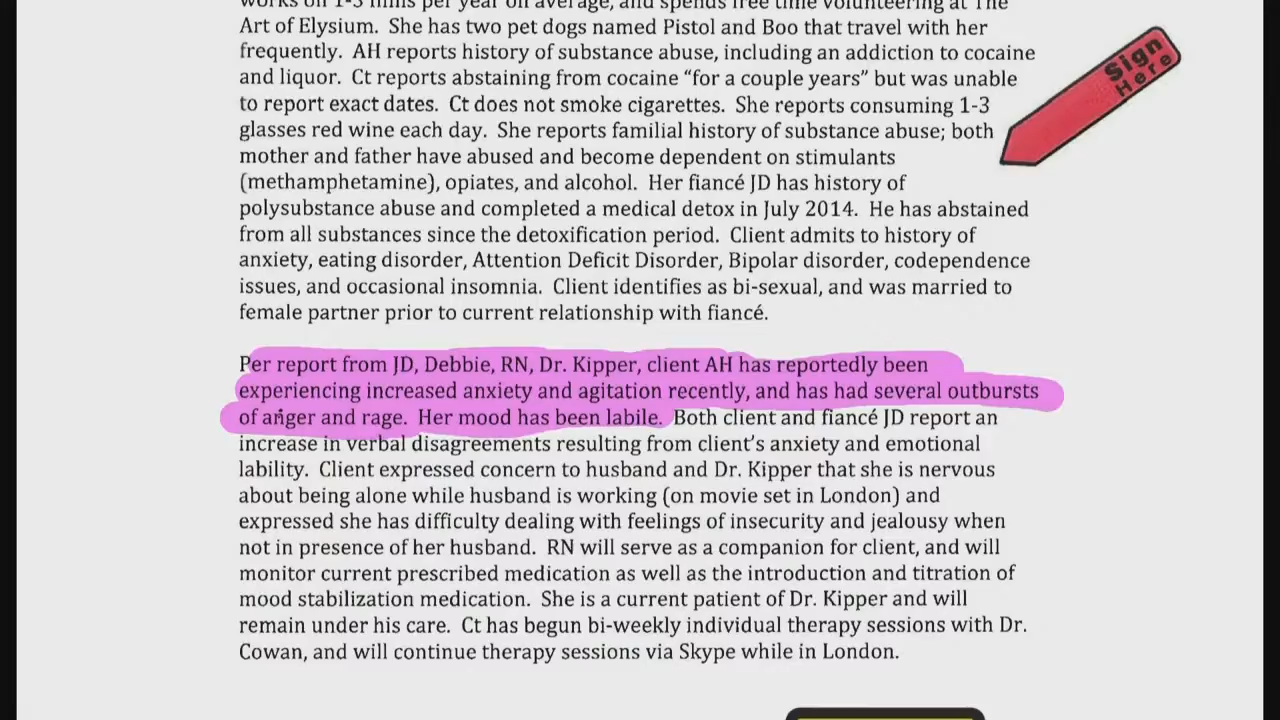 works on 1-3 films per year on average, and spends free time volunteering at The
Art of Elysium.  She has two pet dogs named Pistol and Boo that travel with her
frequently.  AH reports history of substance abuse, including an addiction to cocaine
and liquor.  Ct reports abstaining from cocaine “for a couple years” but was unable
to report exact dates.  Ct does not smoke cigarettes.  She reports consuming 1-3
glasses red wine each day.  She reports familial history of substance abuse; both
mother and father have abused and become dependent on stimulants
(methamphetamine), opiates, and alcohol.  Her fiancé JD has history of
polysubstance abuse and completed a medical detox in July 2014.  He has abstained
from all substances since the detoxification period.  Client admits to history of
anxiety, eating disorder, Attention Deficit Disorder, Bipolar disorder, codependence
issues, and occasional insomnia.  Client identifies as bi-sexual, and was married to
female partner prior to current relationship with fiancé.
Per report from JD, Debbie, RN, Dr. Kipper, client AH has reportedly been
experiencing increased anxiety and agitation recently, and has had several outbursts
of anger and rage.  Her mood has been labile.  Both client and fiancé JD report an
increase in verbal disagreements resulting from client’s anxiety and emotional
lability.  Client expressed concern to husband and Dr. Kipper that she is nervous
about being alone while husband is working (on movie set in London) and
expressed she has difficulty dealing with feelings of insecurity and jealousy when
not in presence of her husband.  RN will serve as a companion for client, and will
monitor current prescribed medication as well as the introduction and titration of
mood stabilization medication.  She is a current patient of Dr. Kipper and will
remain under his care.  Ct has begun bi-weekly individual therapy sessions with Dr.
Cowan, and will continue therapy sessions via Skype while in London.
Sign
Here